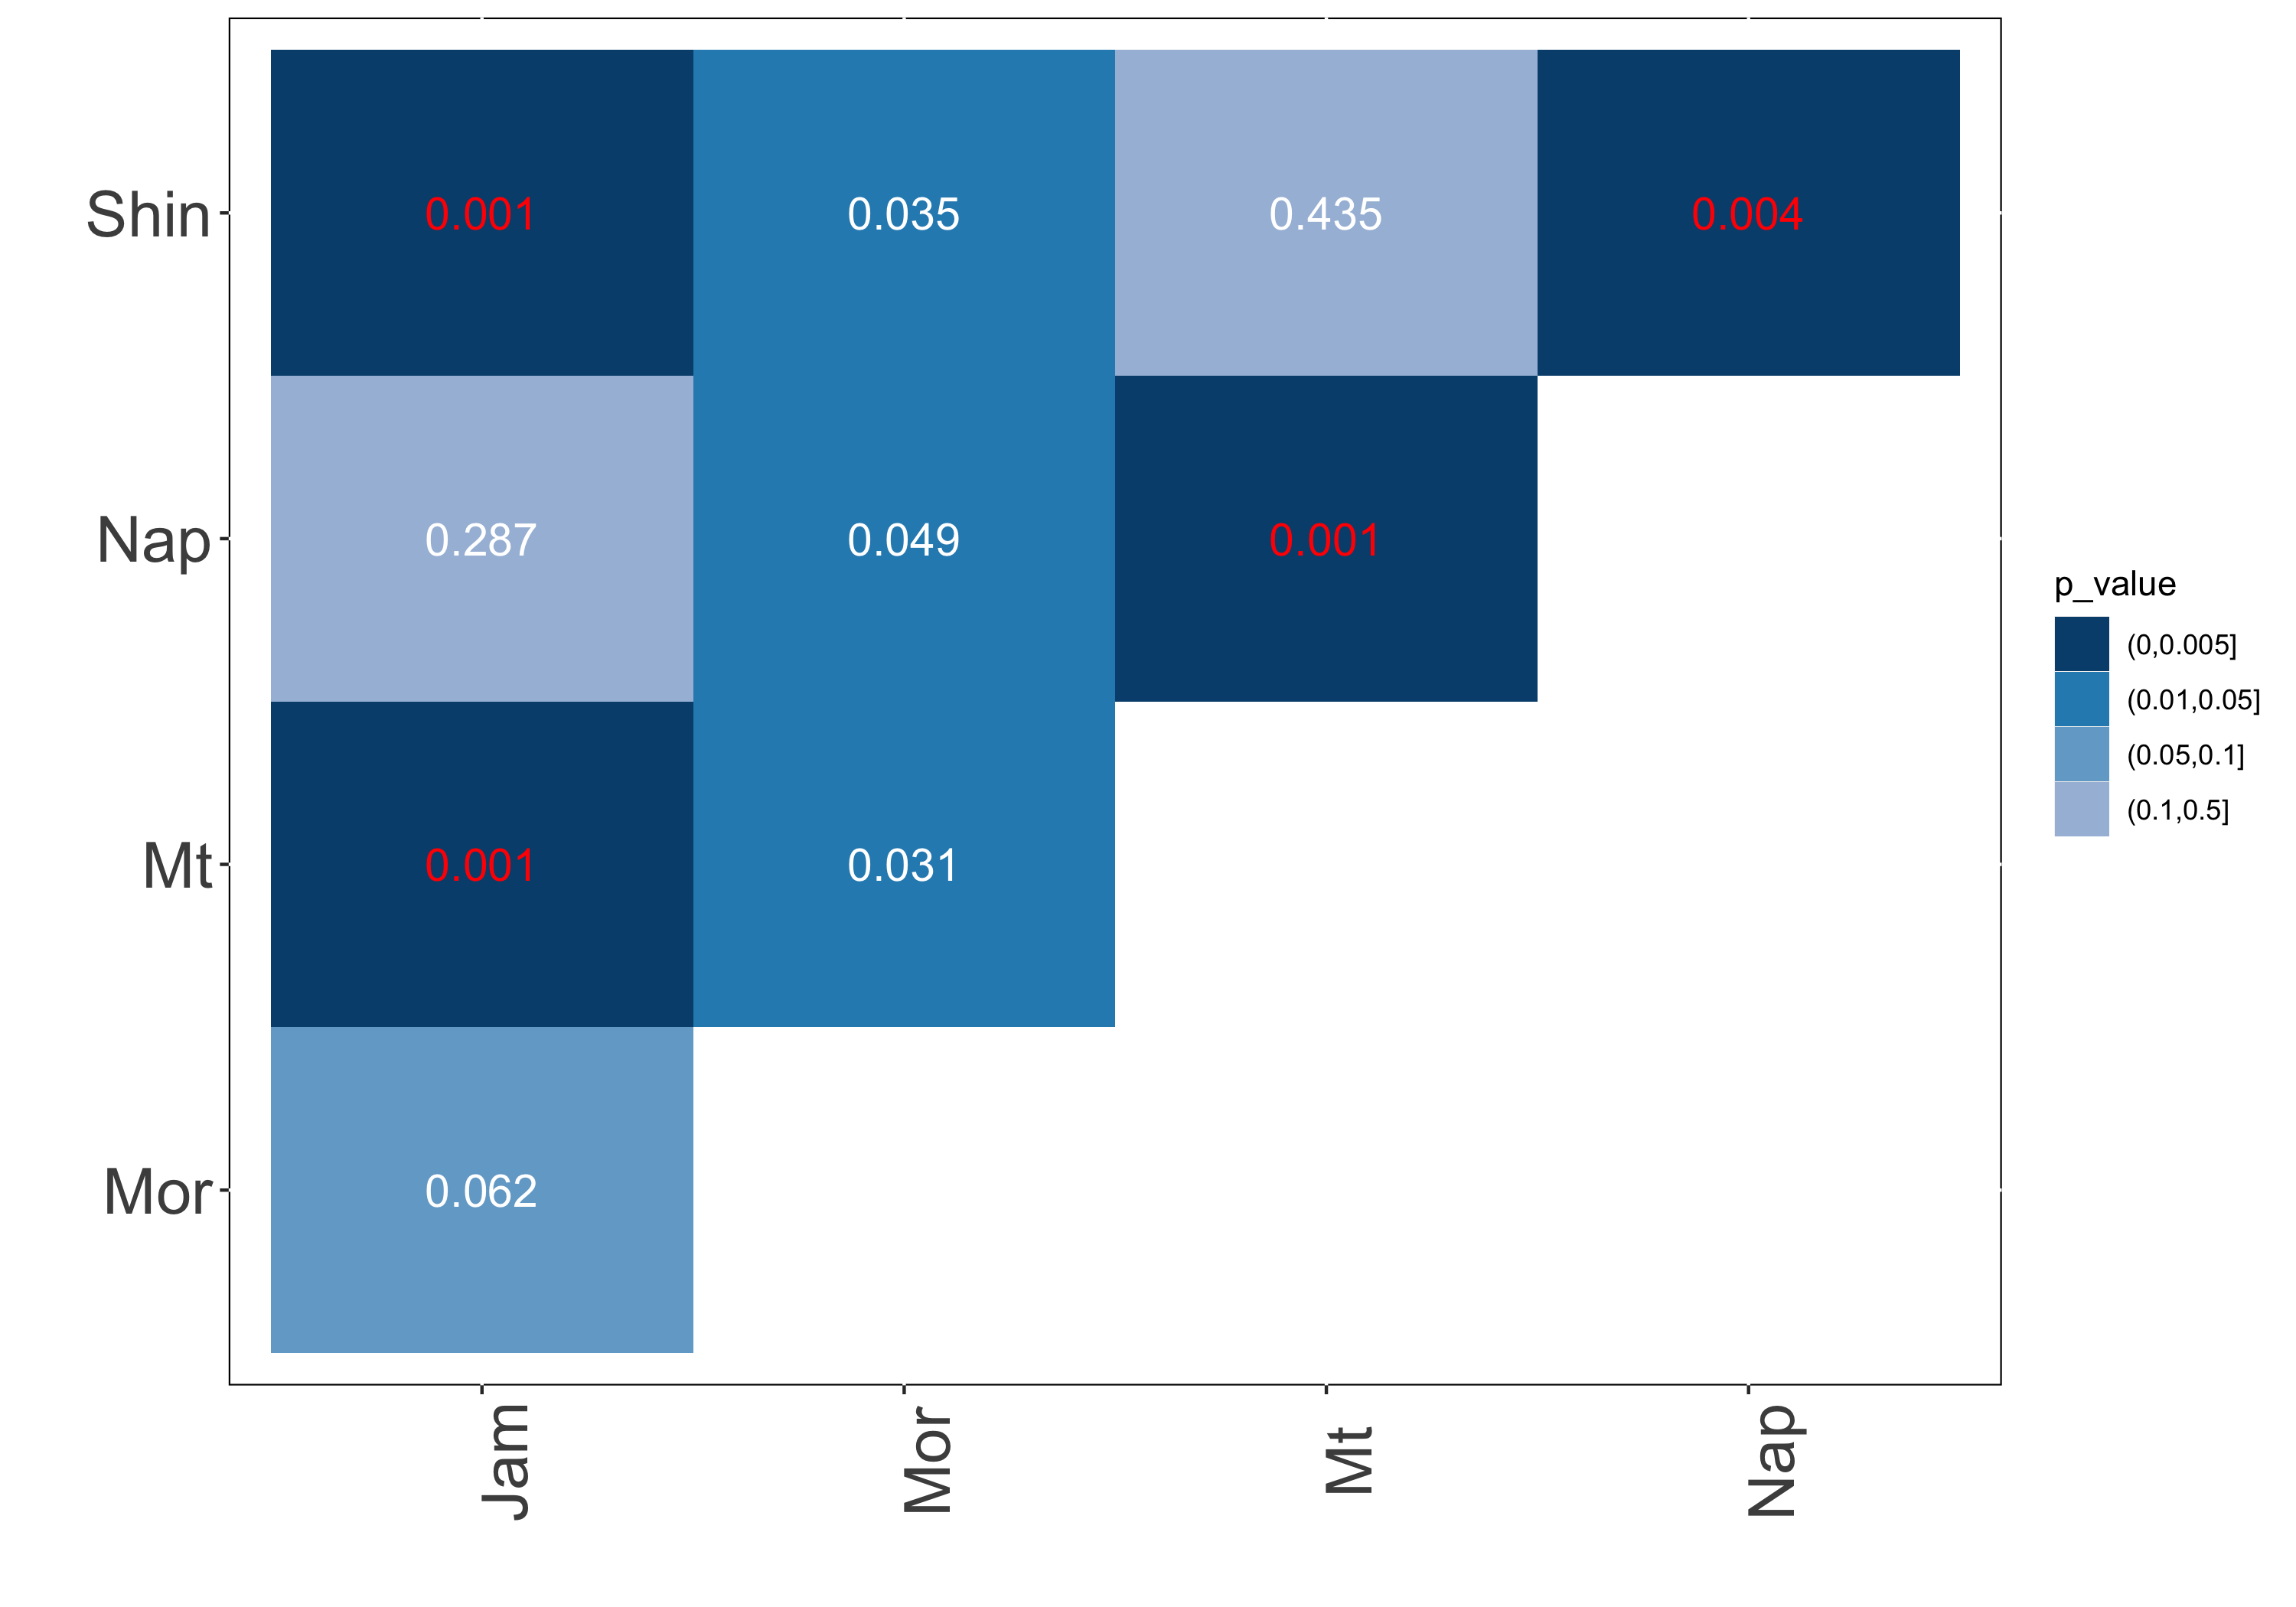 Shin 0.001 0.035 0.435 0.004
Nap 0.287 0.049 0.001
Mt 0.001 0.031
Mor 0.062
Jam Mor Mt Nap
p_value
(0,0.005]
(0.01,0.05]
(0.05,0.1]
(0.1,0.5]